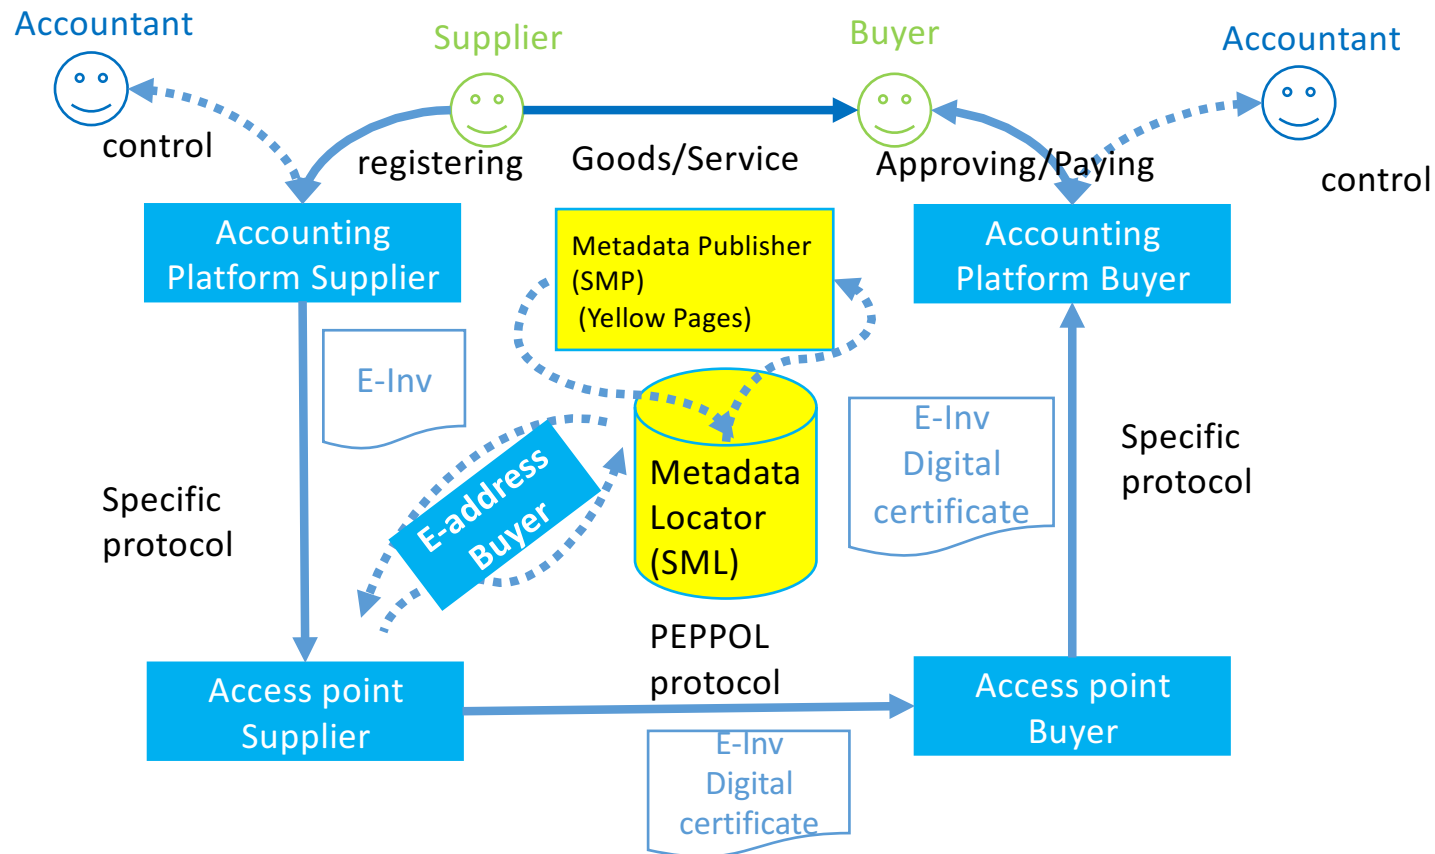 Accountant
Supplier
Buyer
Accountant
control
registering
Goods/Service
Approving/Paying
control
Accounting
Platform Supplier
Metadata Publisher
(SMP)
(Yellow Pages)
Accounting
Platform Buyer
E-Inv
E-address
Buyer
Metadata
Locator
(SML)
E-Inv
Digital
certificate
Specific
protocol
Specific
protocol
PEPPOL
protocol
Access point
Supplier
Access point
Buyer
E-Inv
Digital
certificate